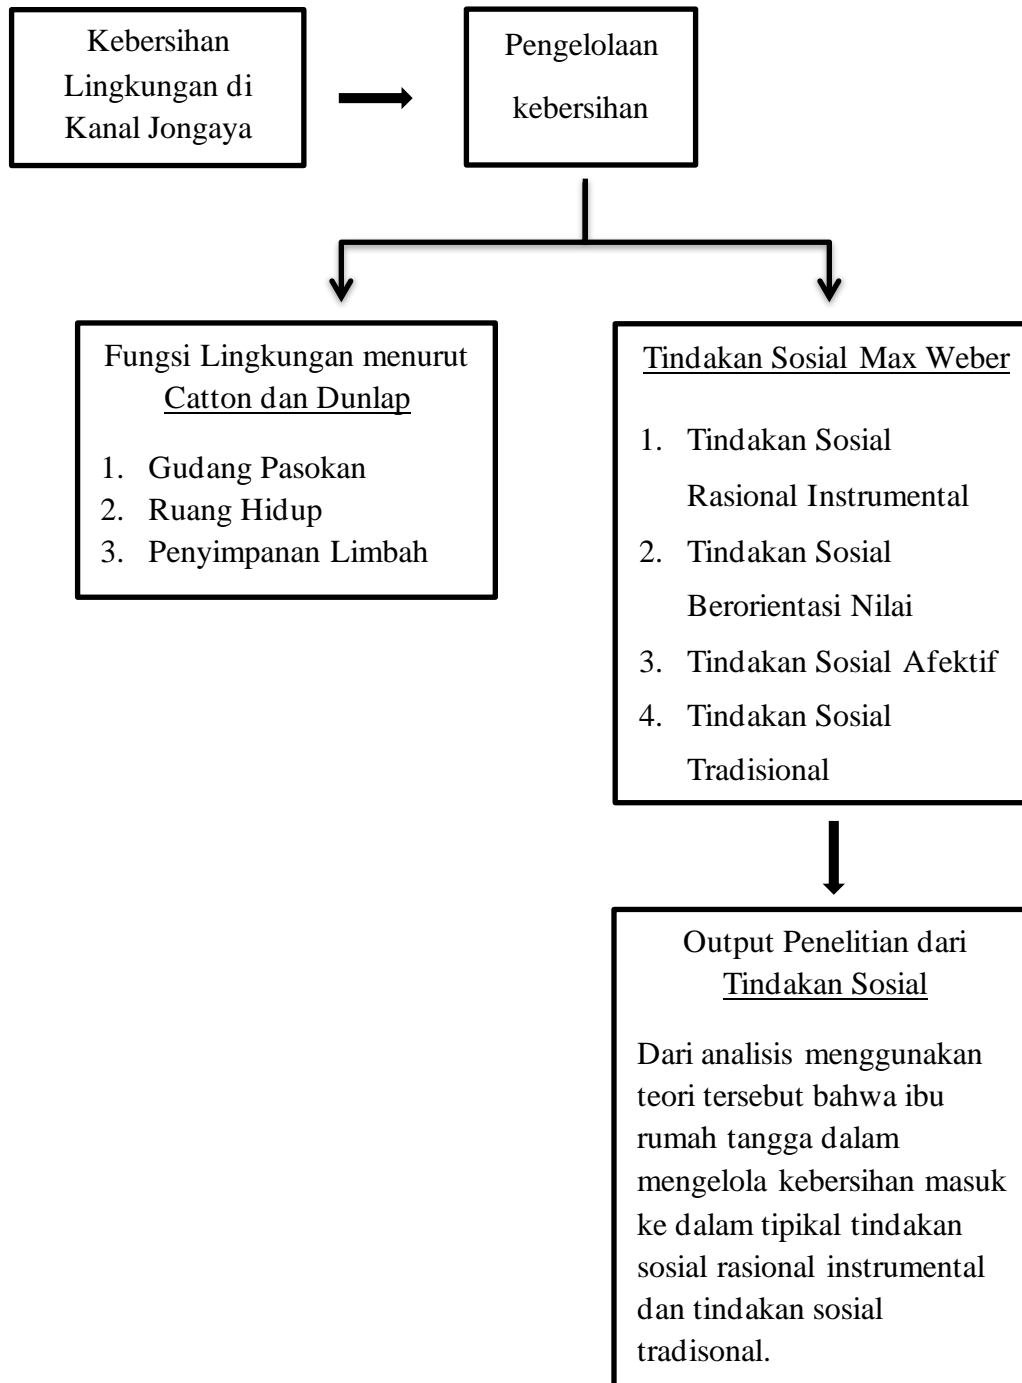 Kebersihan
Lingkungan di
Kanal Jongaya
Pengelolaan
kebersihan
Fungsi Lingkungan menurut
Catton dan Dunlap
1. Gudang Pasokan
2. Ruang Hidup
3. Penyimpanan Limbah
Tindakan Sosial Max Weber
1. Tindakan Sosial
Rasional Instrumental
2. Tindakan Sosial
Berorientasi Nilai
3. Tindakan Sosial Afektif
4. Tindakan Sosial
Tradisional
Output Penelitian dari
Tindakan Sosial
Dari analisis menggunakan
teori tersebut bahwa ibu
rumah tangga dalam
mengelola kebersihan masuk
ke dalam tipikal tindakan
sosial rasional instrumental
dan tindakan sosial
tradisonal.